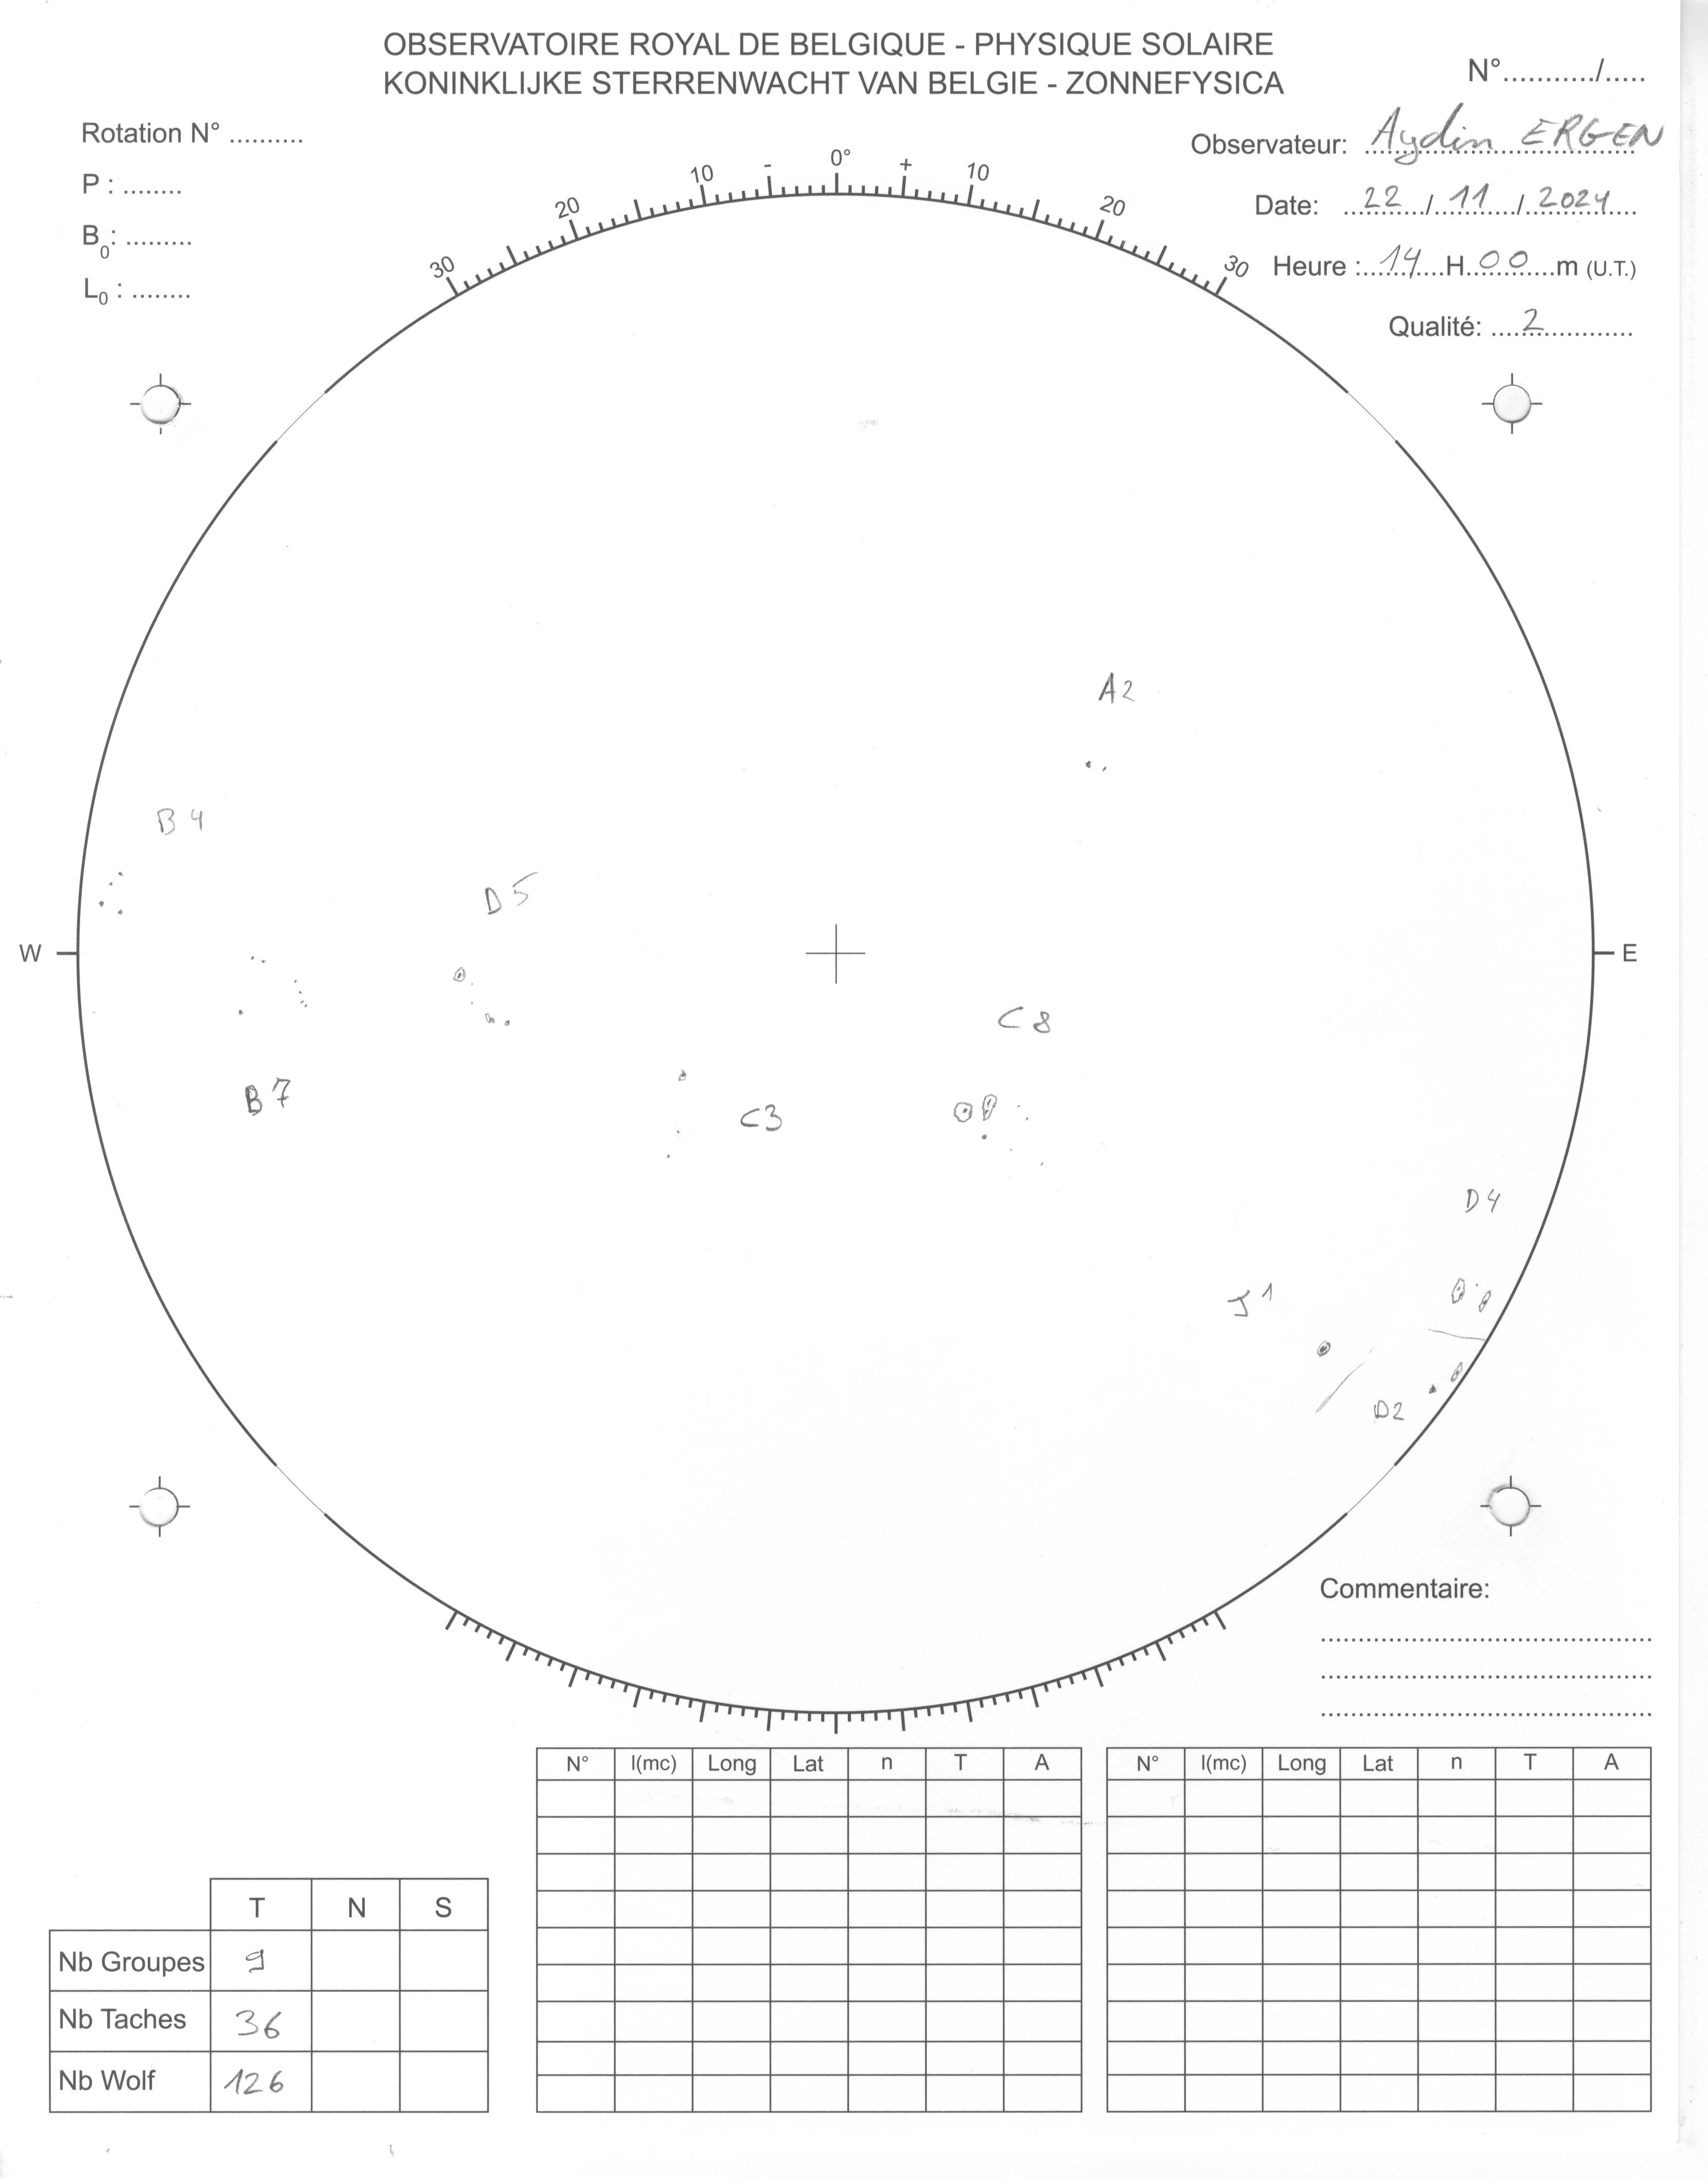 OBSERVATOIRE ROYAL DE BELGIQUE - PHYSIQUE SOLAIRE
KONINKLIJKE STERRENWACHT VAN BELGIE - ZONNEFYSICA
N°.........../.....
Rotation N° ..........
Observateur: Aydin ERGEN
P : ........
Date: 22 / 11 / 2024
B0: .........
Heure : 14 H 00 m (U.T.)
L0 : ........
Qualité: 2
30 20 10 - 0° + 10 20 30
A2
B4
D5
W E
C8
B7
C3
D4
J1
D2
Commentaire:
N° I(mc) Long Lat n T A
N° I(mc) Long Lat n T A
T N S
Nb Groupes 9
Nb Taches 36
Nb Wolf 126